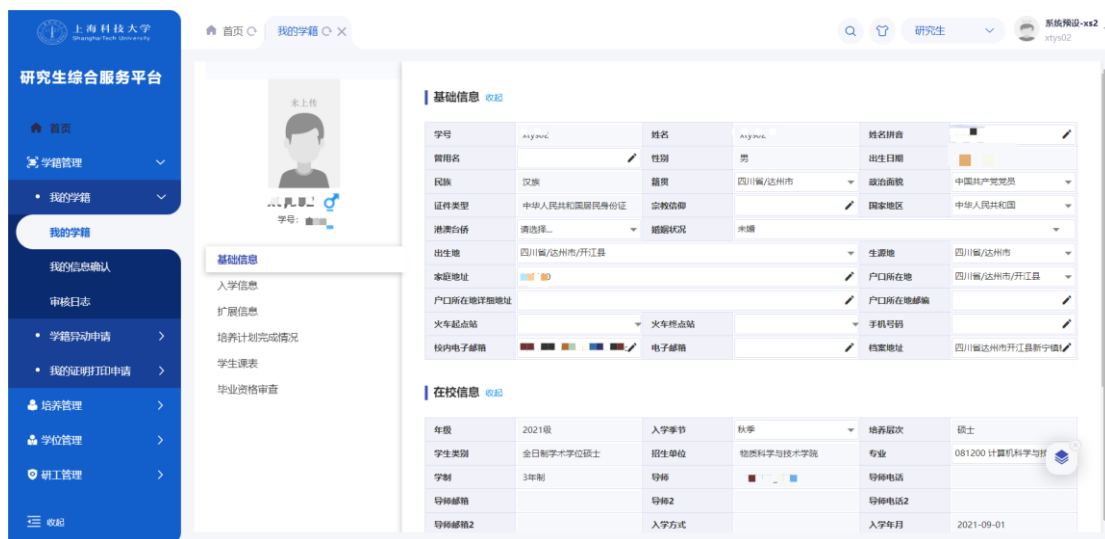 上海科技大学
ShanghaiTech University
首页
我的学籍
研究生
系统预设-xs2
xtys02
研究生综合服务平台
首页
学籍管理
我的学籍
我的学籍
我的信息确认
审核日志
学籍异动申请
我的证明打印申请
培养管理
学位管理
研工管理
收起
未上传
学号:
基础信息
入学信息
扩展信息
培养计划完成情况
学生课表
毕业资格审查
基础信息 收起
学号 姓名 姓名拼音
曾用名 性别 男 出生日期
民族 汉族 籍贯 四川省/达州市 政治面貌 中国共产党党员
证件类型 中华人民共和国居民身份证 宗教信仰 国家地区 中华人民共和国
港澳台侨 请选择... 婚姻状况 未婚
出生地 四川省/达州市/开江县 生源地 四川省/达州市
家庭地址 户口所在地 四川省/达州市/开江县
户口所在地详细地址 户口所在地邮编
火车起点站 火车终点站 手机号码
校内电子邮箱 电子邮箱 档案地址 四川省达州市开江县新宁镇
在校信息 收起
年级 2021级 入学季节 秋季 培养层次 硕士
学生类别 全日制学术学位硕士 招生单位 物质科学与技术学院 专业 081200 计算机科学与技
学制 3年制 导师 导师电话
导师邮箱 导师2 导师电话2
导师邮箱2 入学方式 入学年月 2021-09-01